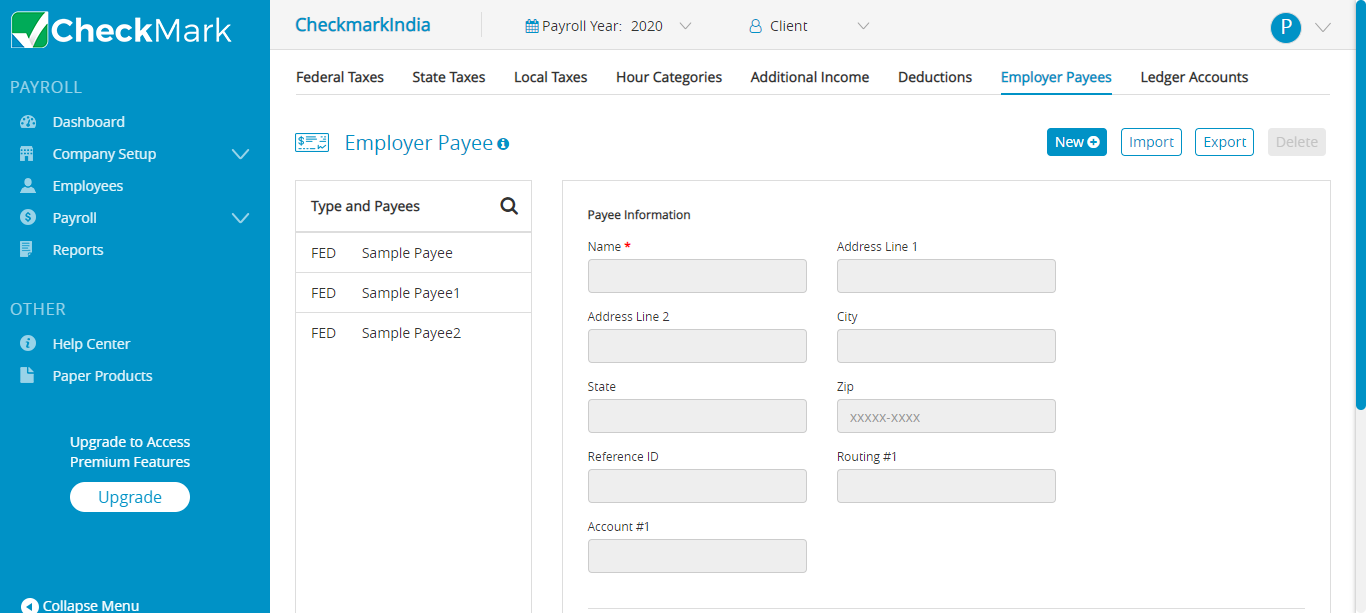 CheckMark
PAYROLL
Dashboard
Company Setup
Employees
Payroll
Reports
OTHER
Help Center
Paper Products
Upgrade to Access
Premium Features
Upgrade
Collapse Menu
CheckmarkIndia
Payroll Year: 2020
Client
P
Federal Taxes State Taxes Local Taxes Hour Categories Additional Income Deductions Employer Payees Ledger Accounts
Employer Payee
New Import Export Delete
Type and Payees
FED Sample Payee
FED Sample Payee1
FED Sample Payee2
Payee Information
Name * Address Line 1
Address Line 2 City
State Zip
xxxxx-xxxx
Reference ID Routing #1
Account #1